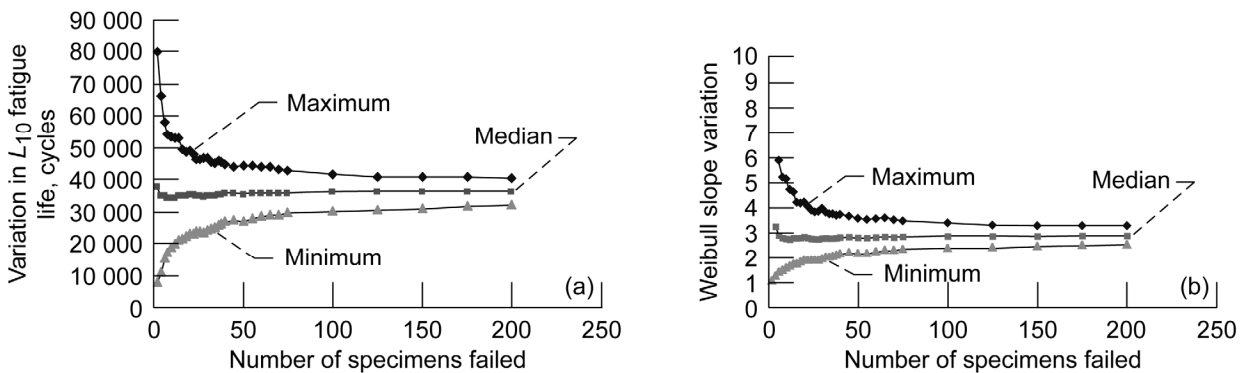 Variation in L10 fatigue
life, cycles
90 000
80 000
70 000
60 000
50 000
40 000
30 000
20 000
10 000
0
Maximum
Median
Minimum
(a)
0 50 100 150 200 250
Number of specimens failed
Weibull slope variation
10
9
8
7
6
5
4
3
2
1
0
Maximum
Median
Minimum
(b)
0 50 100 150 200 250
Number of specimens failed